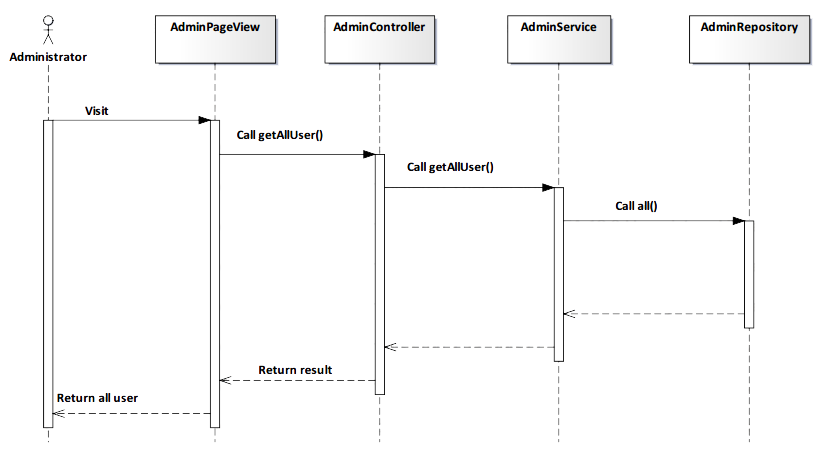 AdminPageView
AdminController
AdminService
AdminRepository
Administrator
Visit
Call getAllUser()
Call getAllUser()
Call all()
Return result
Return all user